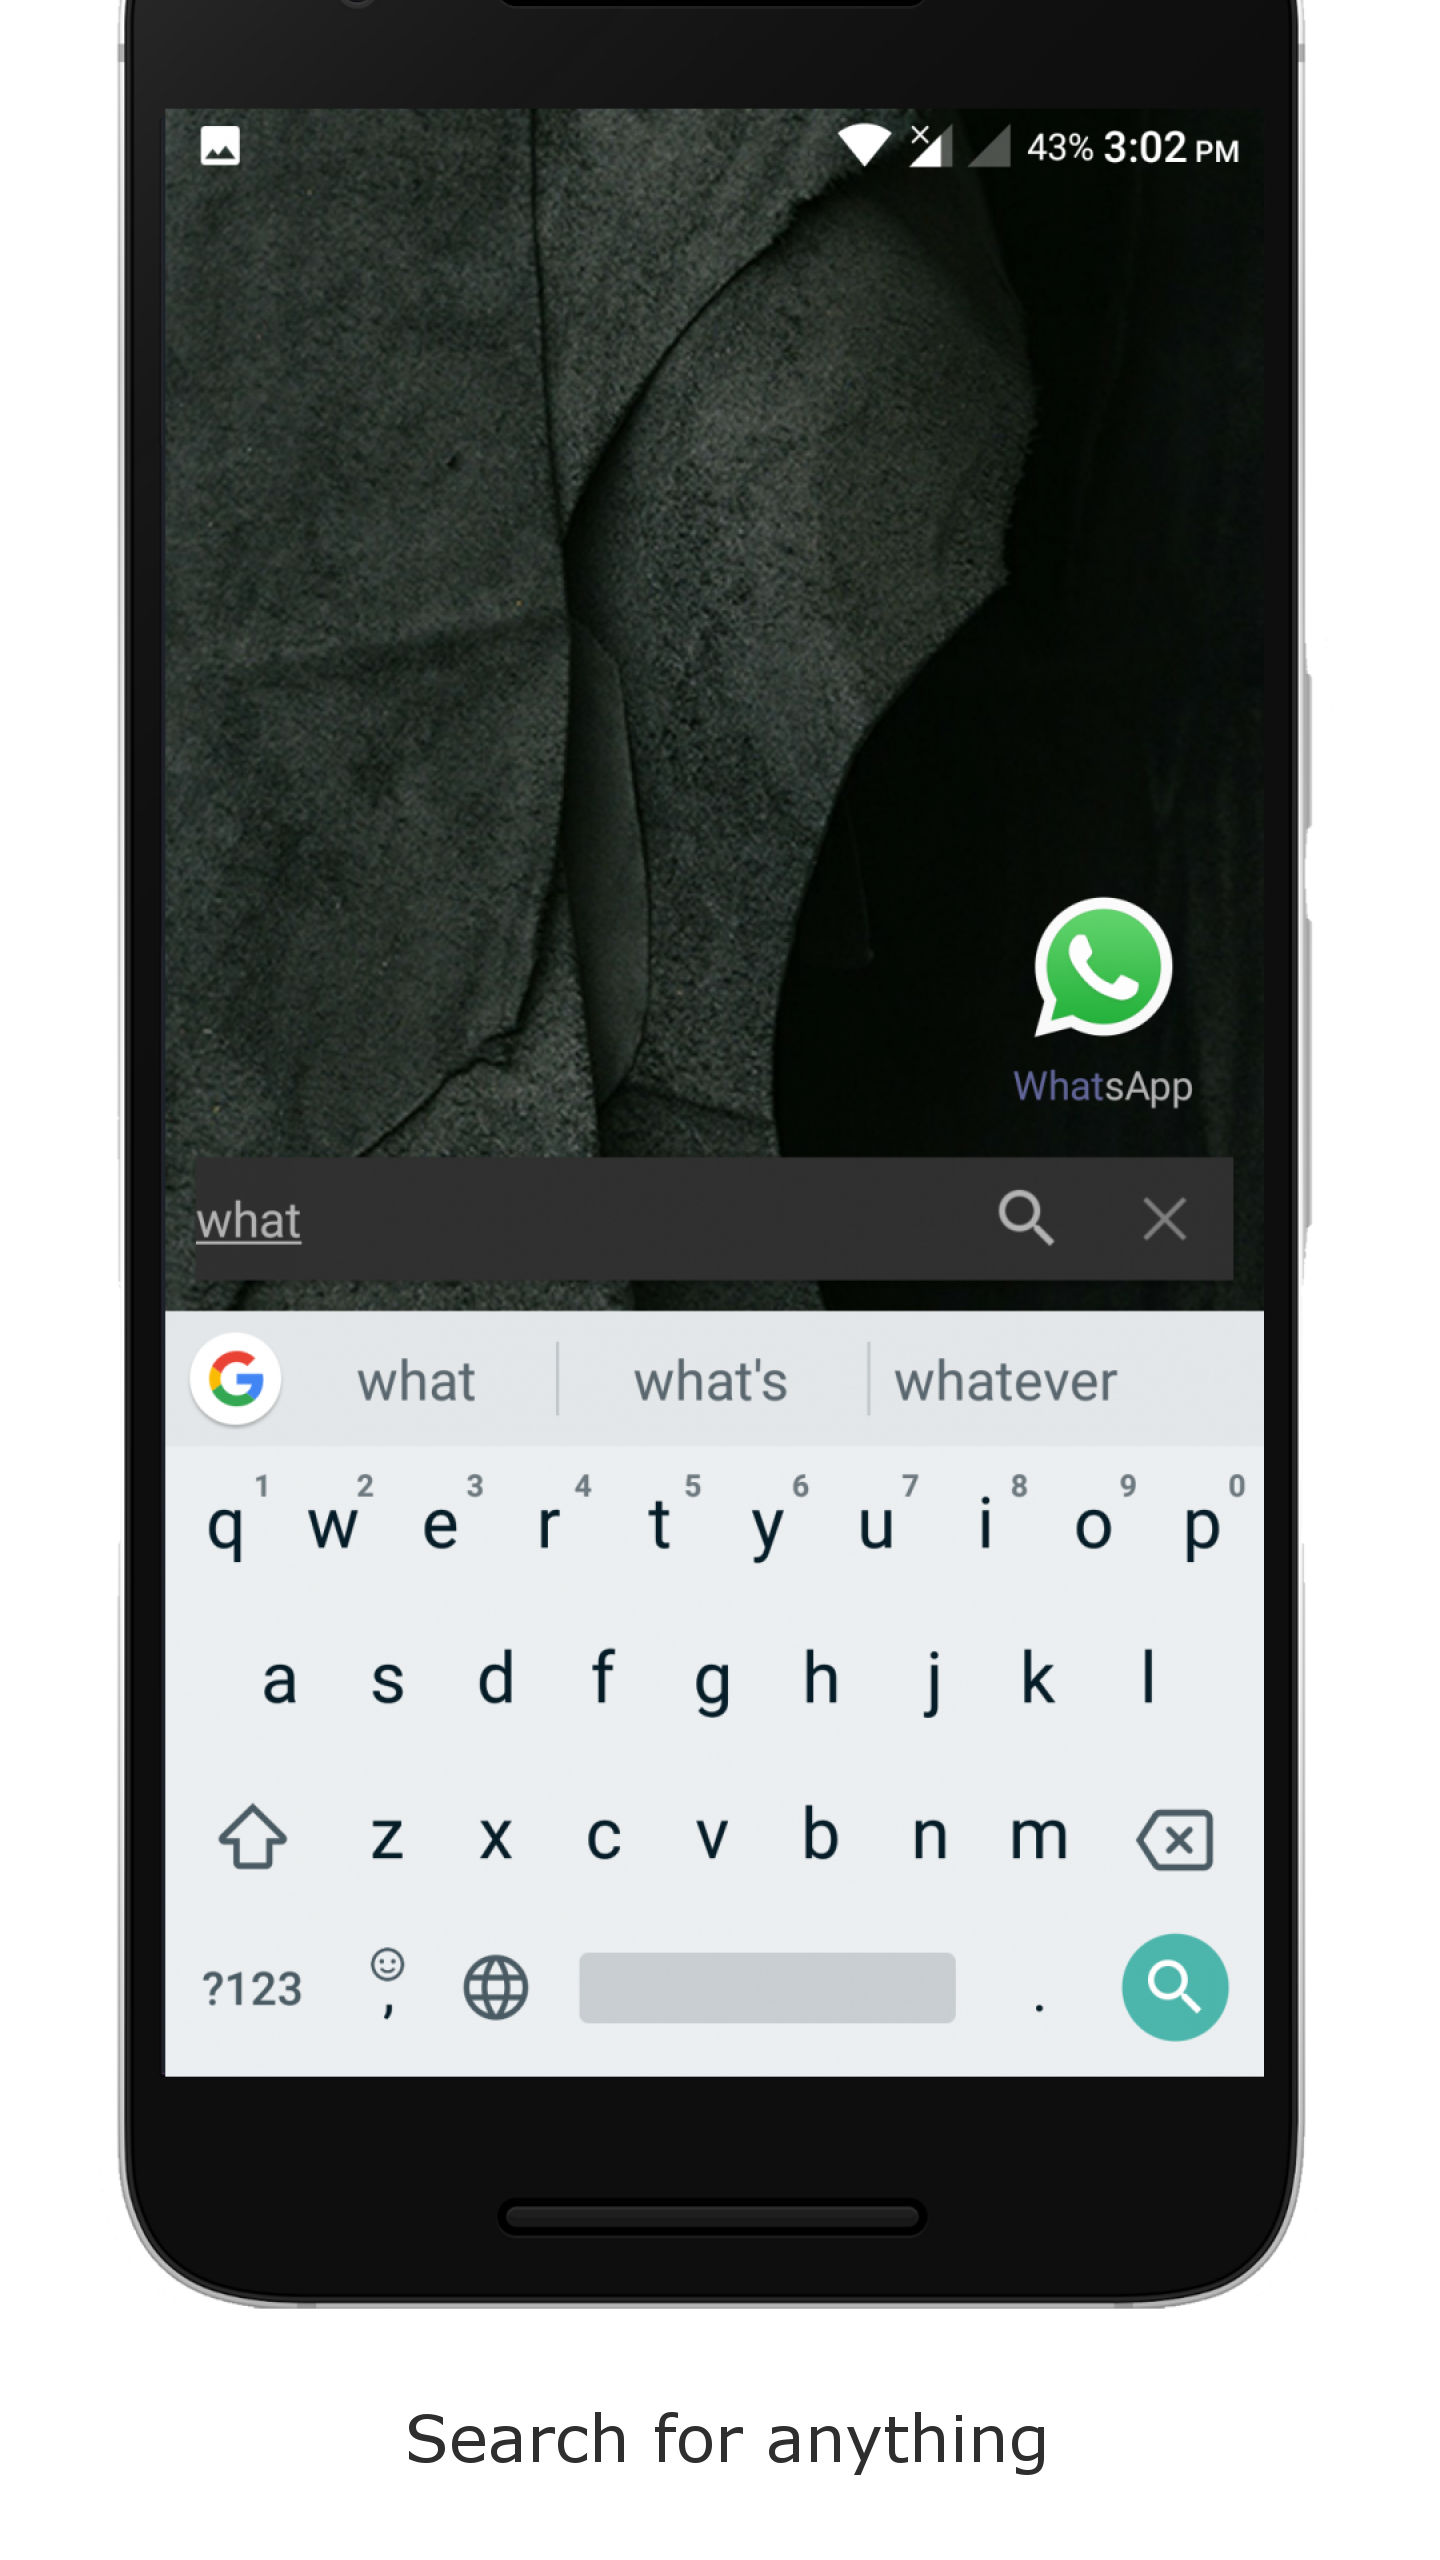 43% 3:02 PM
WhatsApp
what
what what's whatever
1 2 3 4 5 6 7 8 9 0
q w e r t y u i o p
a s d f g h j k l
z x c v b n m
?123 , .
Search for anything